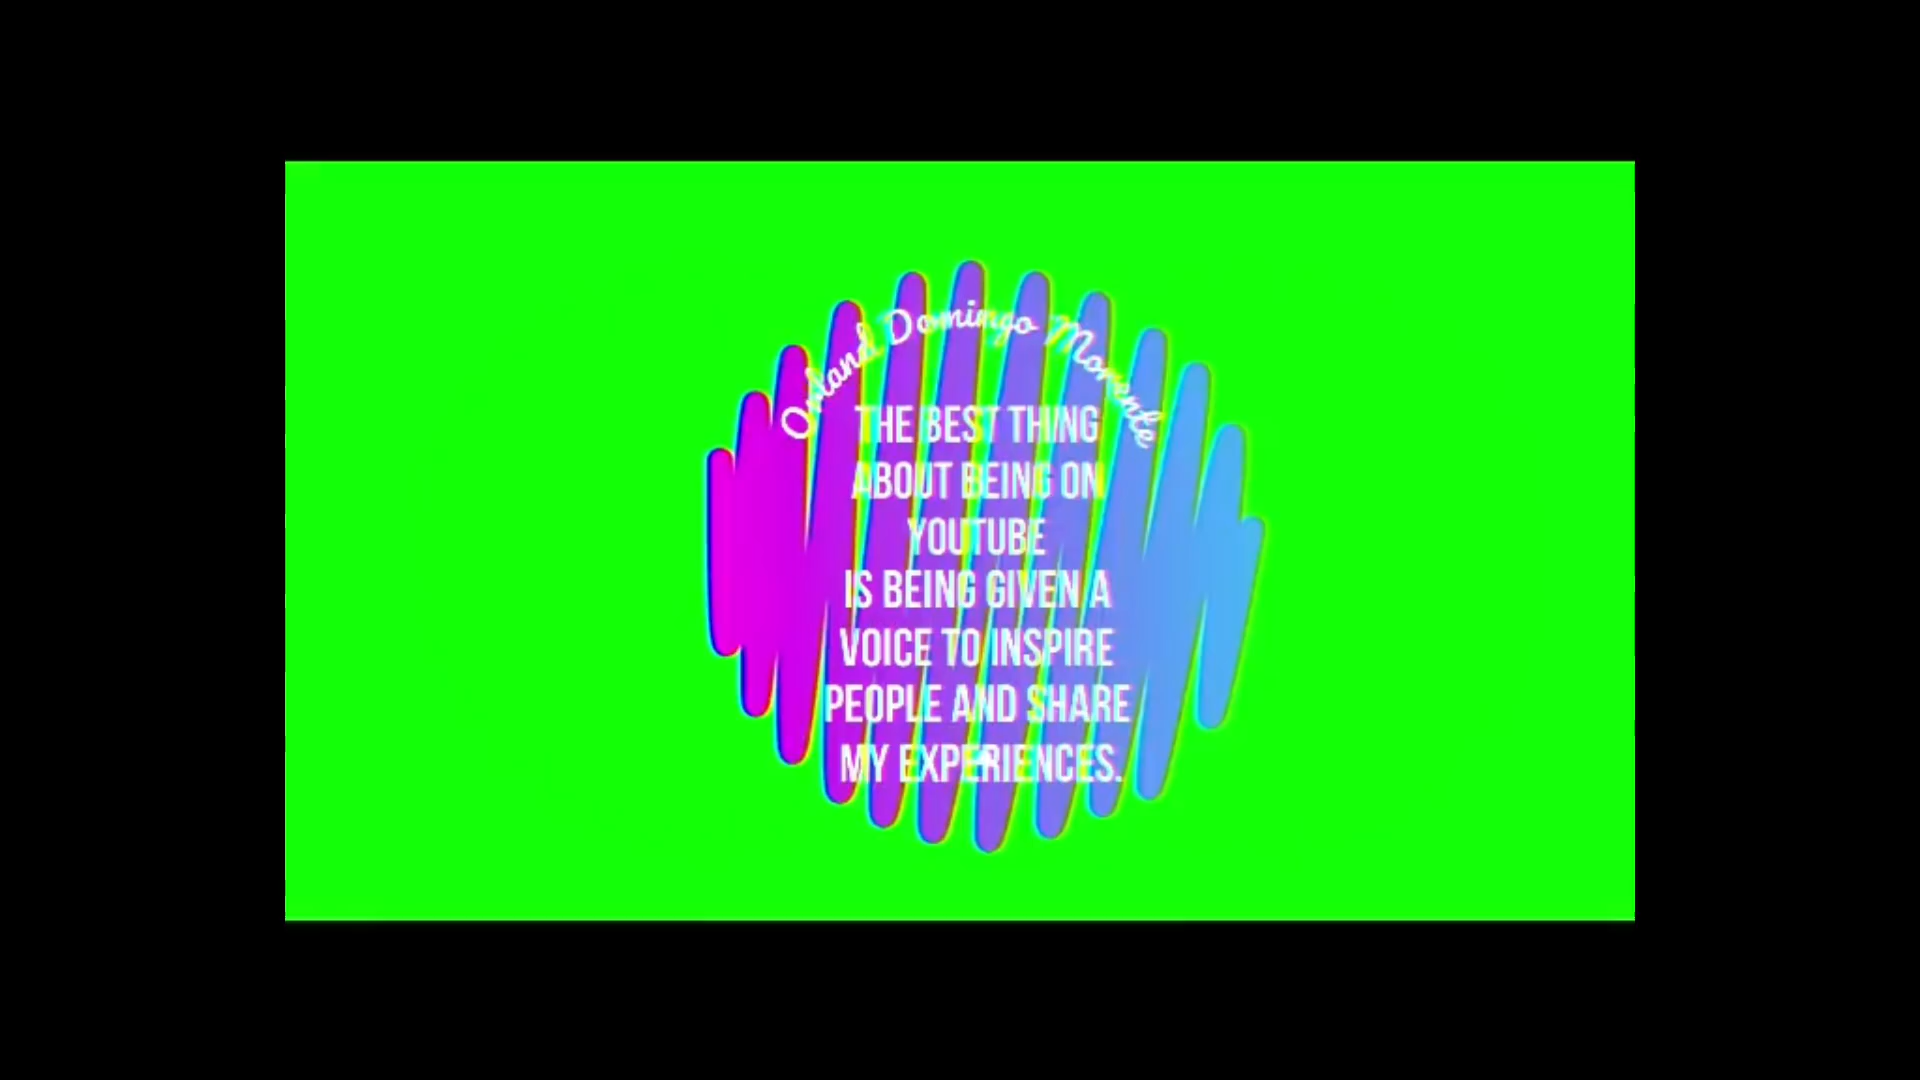 Orland Domingo Morente
THE BEST THING
ABOUT BEING ON
YOUTUBE
IS BEING GIVEN A
VOICE TO INSPIRE
PEOPLE AND SHARE
MY EXPERIENCES.